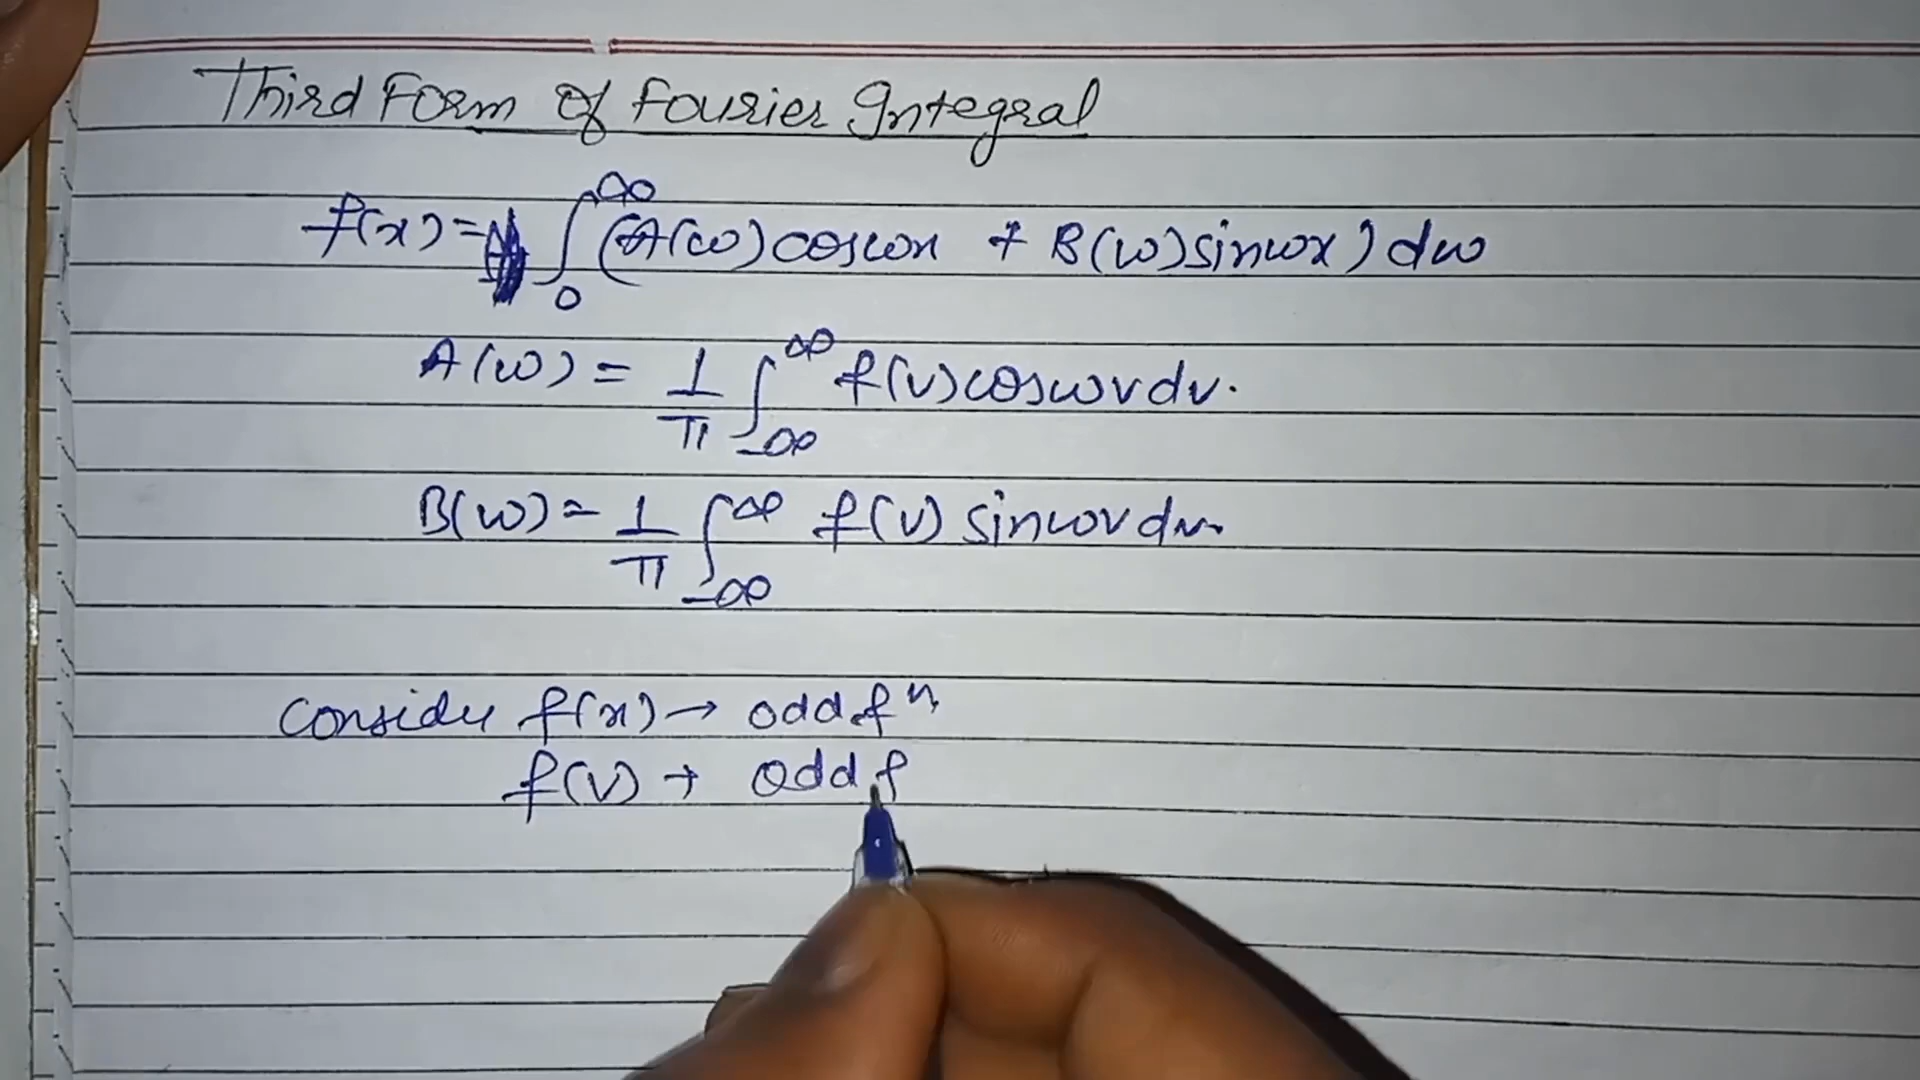 Third Form of Fourier Integral
f(x) = ∫₀^∞ (A(ω) cosωx + B(ω) sinωx) dω
A(ω) = 1/π ∫₋∞^∞ f(v) cosωv dv.
B(ω) = 1/π ∫₋∞^∞ f(v) sinωv dv.
Consider f(x) → odd fⁿ,
f(v) → odd f